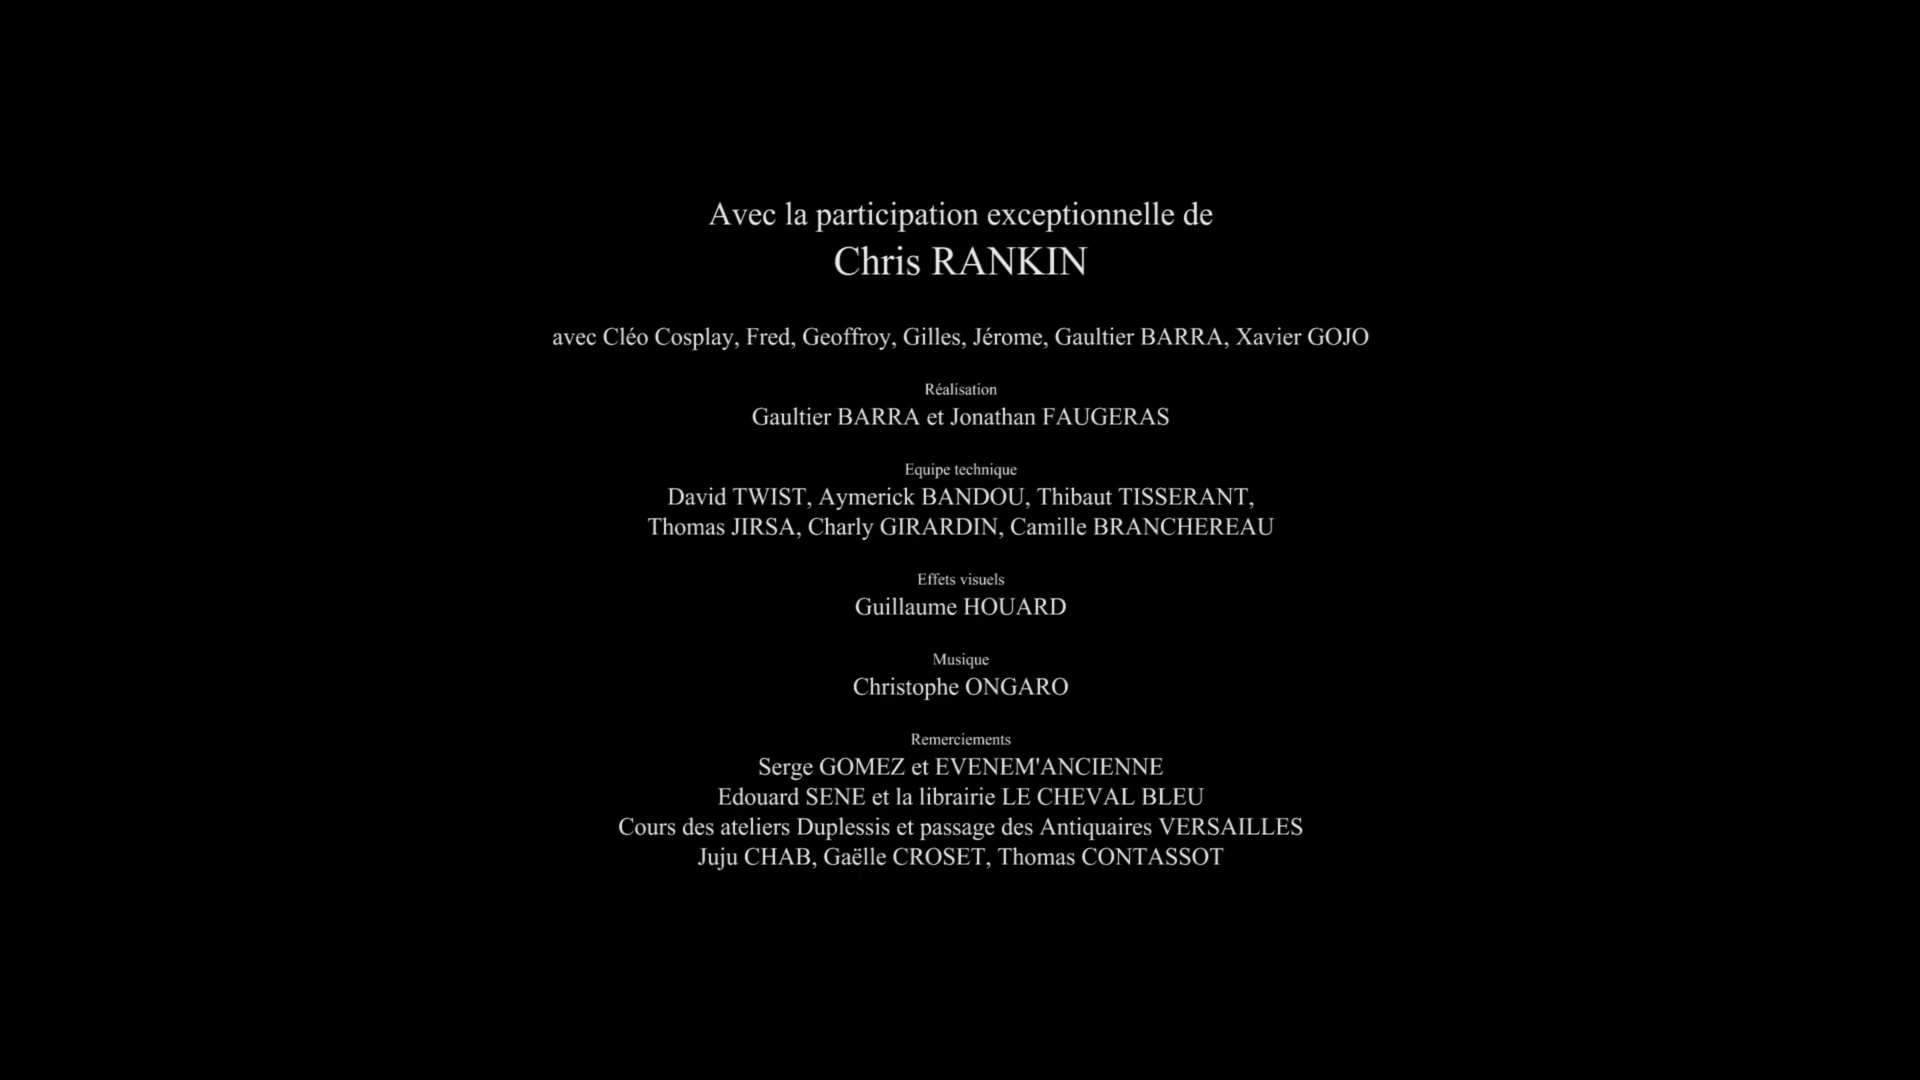 Avec la participation exceptionnelle de
Chris RANKIN
avec Cléo Cosplay, Fred, Geoffroy, Gilles, Jérome, Gaultier BARRA, Xavier GOJO
Réalisation
Gaultier BARRA et Jonathan FAUGERAS
Equipe technique
David TWIST, Aymerick BANDOU, Thibaut TISSERANT,
Thomas JIRSA, Charly GIRARDIN, Camille BRANCHEREAU
Effets visuels
Guillaume HOUARD
Musique
Christophe ONGARO
Remerciements
Serge GOMEZ et EVENEM'ANCIENNE
Edouard SENE et la librairie LE CHEVAL BLEU
Cours des ateliers Duplessis et passage des Antiquaires VERSAILLES
Juju CHAB, Gaëlle CROSET, Thomas CONTASSOT